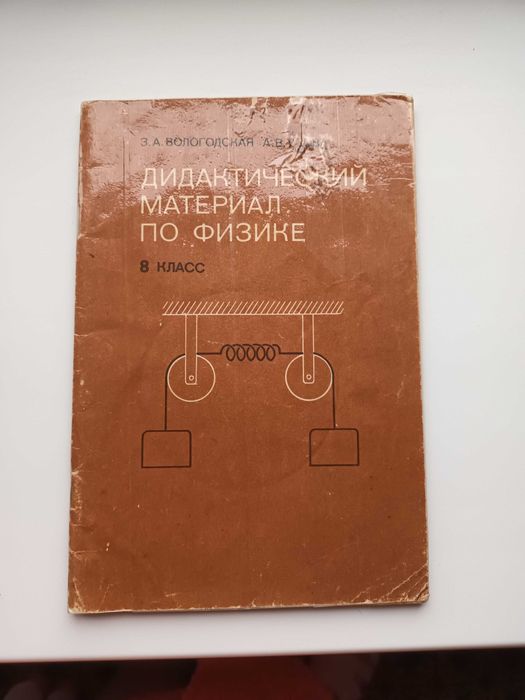 З. А. ВОЛОГОДСКАЯ А. В.
ДИДАКТИЧЕСКИЙ
МАТЕРИАЛ
ПО ФИЗИКЕ
8 КЛАСС